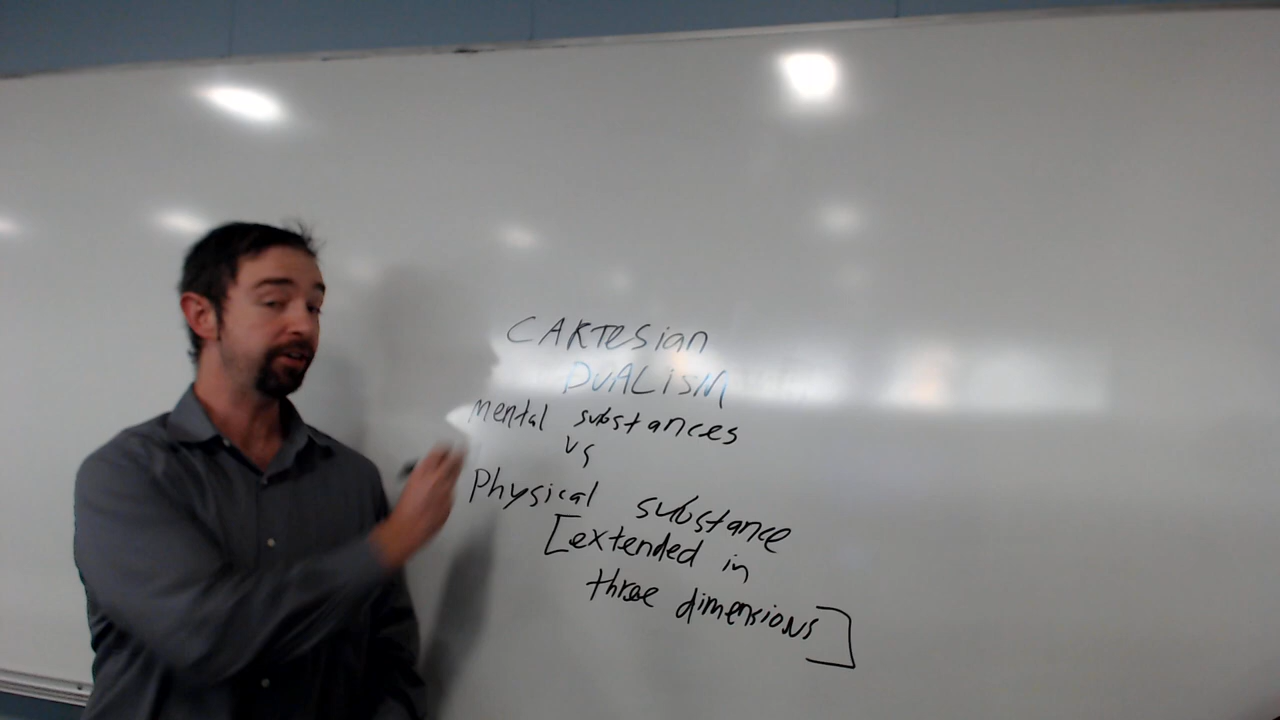 CARTESian
DUALISM
Mental substances
vs
Physical substance
[extended in
three dimensions]